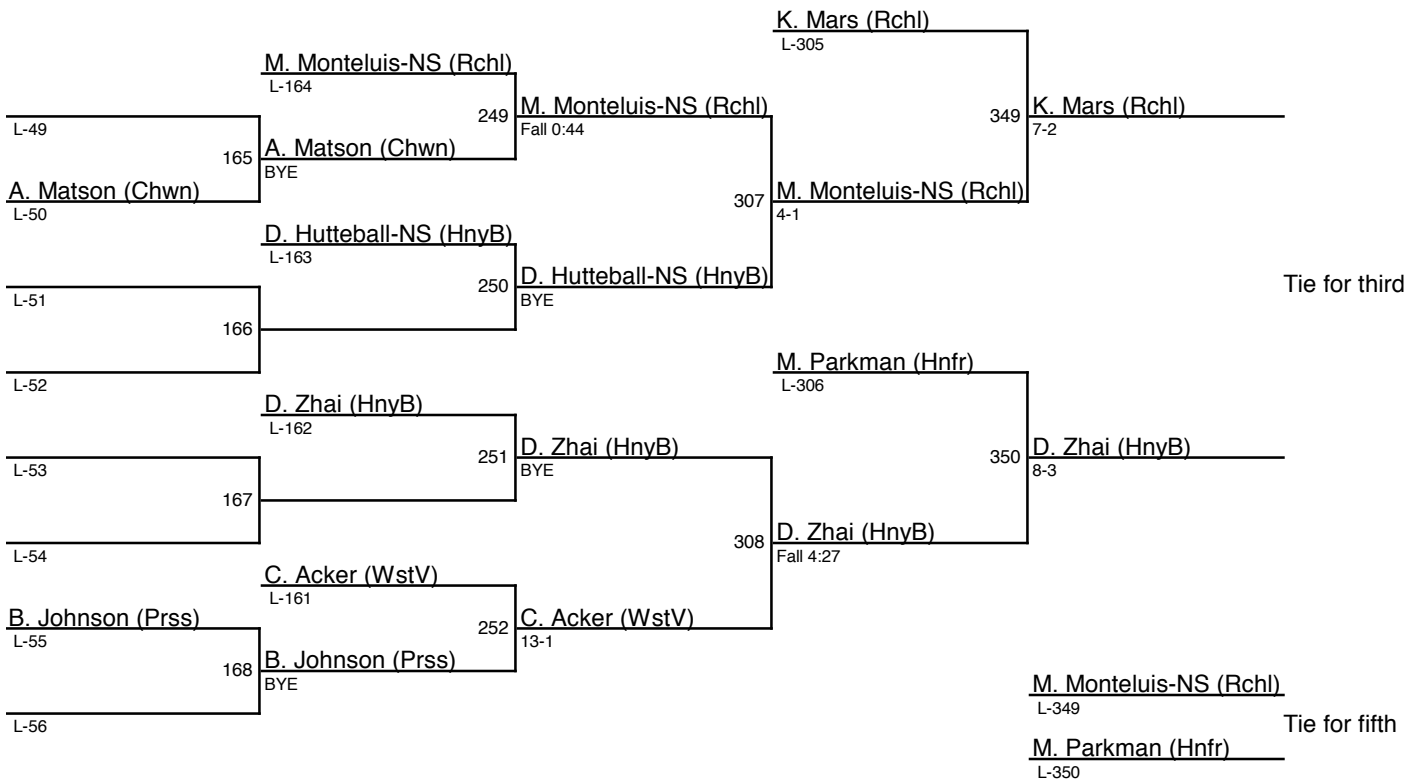 K. Mars (Rchl)
L-305
M. Monteluis-NS (Rchl)
L-164
249 M. Monteluis-NS (Rchl)
Fall 0:44
349 K. Mars (Rchl)
7-2
L-49
165 A. Matson (Chwn)
BYE
A. Matson (Chwn)
L-50
307 M. Monteluis-NS (Rchl)
4-1
D. Hutteball-NS (HnyB)
L-163
250 D. Hutteball-NS (HnyB)
BYE
L-51
Tie for third
166
L-52
M. Parkman (Hnfr)
L-306
D. Zhai (HnyB)
L-162
251 D. Zhai (HnyB)
BYE
350 D. Zhai (HnyB)
8-3
L-53
167
L-54
308 D. Zhai (HnyB)
Fall 4:27
C. Acker (WstV)
L-161
B. Johnson (Prss)
L-55
252 C. Acker (WstV)
13-1
168 B. Johnson (Prss)
BYE
L-56
M. Monteluis-NS (Rchl)
L-349
Tie for fifth
M. Parkman (Hnfr)
L-350